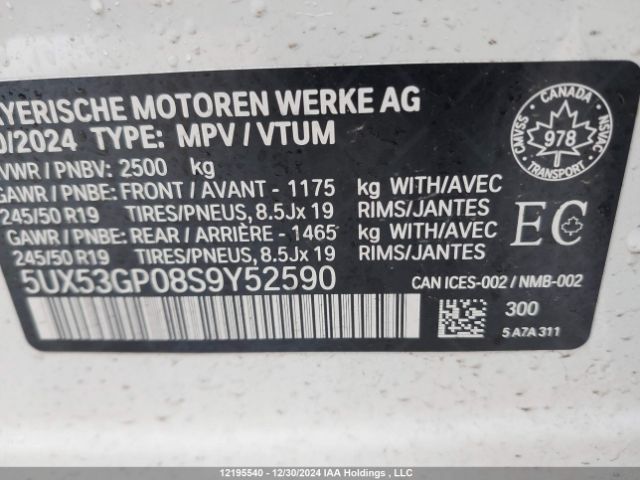 AYERISCHE MOTOREN WERKE AG
0/2024 TYPE: MPV / VTUM
VWR / PNBV: 2500 kg
GAWR / PNBE: FRONT / AVANT - 1175 kg WITH/AVEC
245/50 R19 TIRES/PNEUS, 8.5Jx 19 RIMS/JANTES
GAWR / PNBE: REAR / ARRIÈRE - 1465 kg WITH/AVEC
245/50 R19 TIRES/PNEUS, 8.5Jx 19 RIMS/JANTES
5UX53GP08S9Y52590
CANADA
CMVSS
978
NSVAC
TRANSPORT
EC
CAN ICES-002 / NMB-002
300
5 A7A 311
12195540 - 12/30/2024 IAA Holdings , LLC